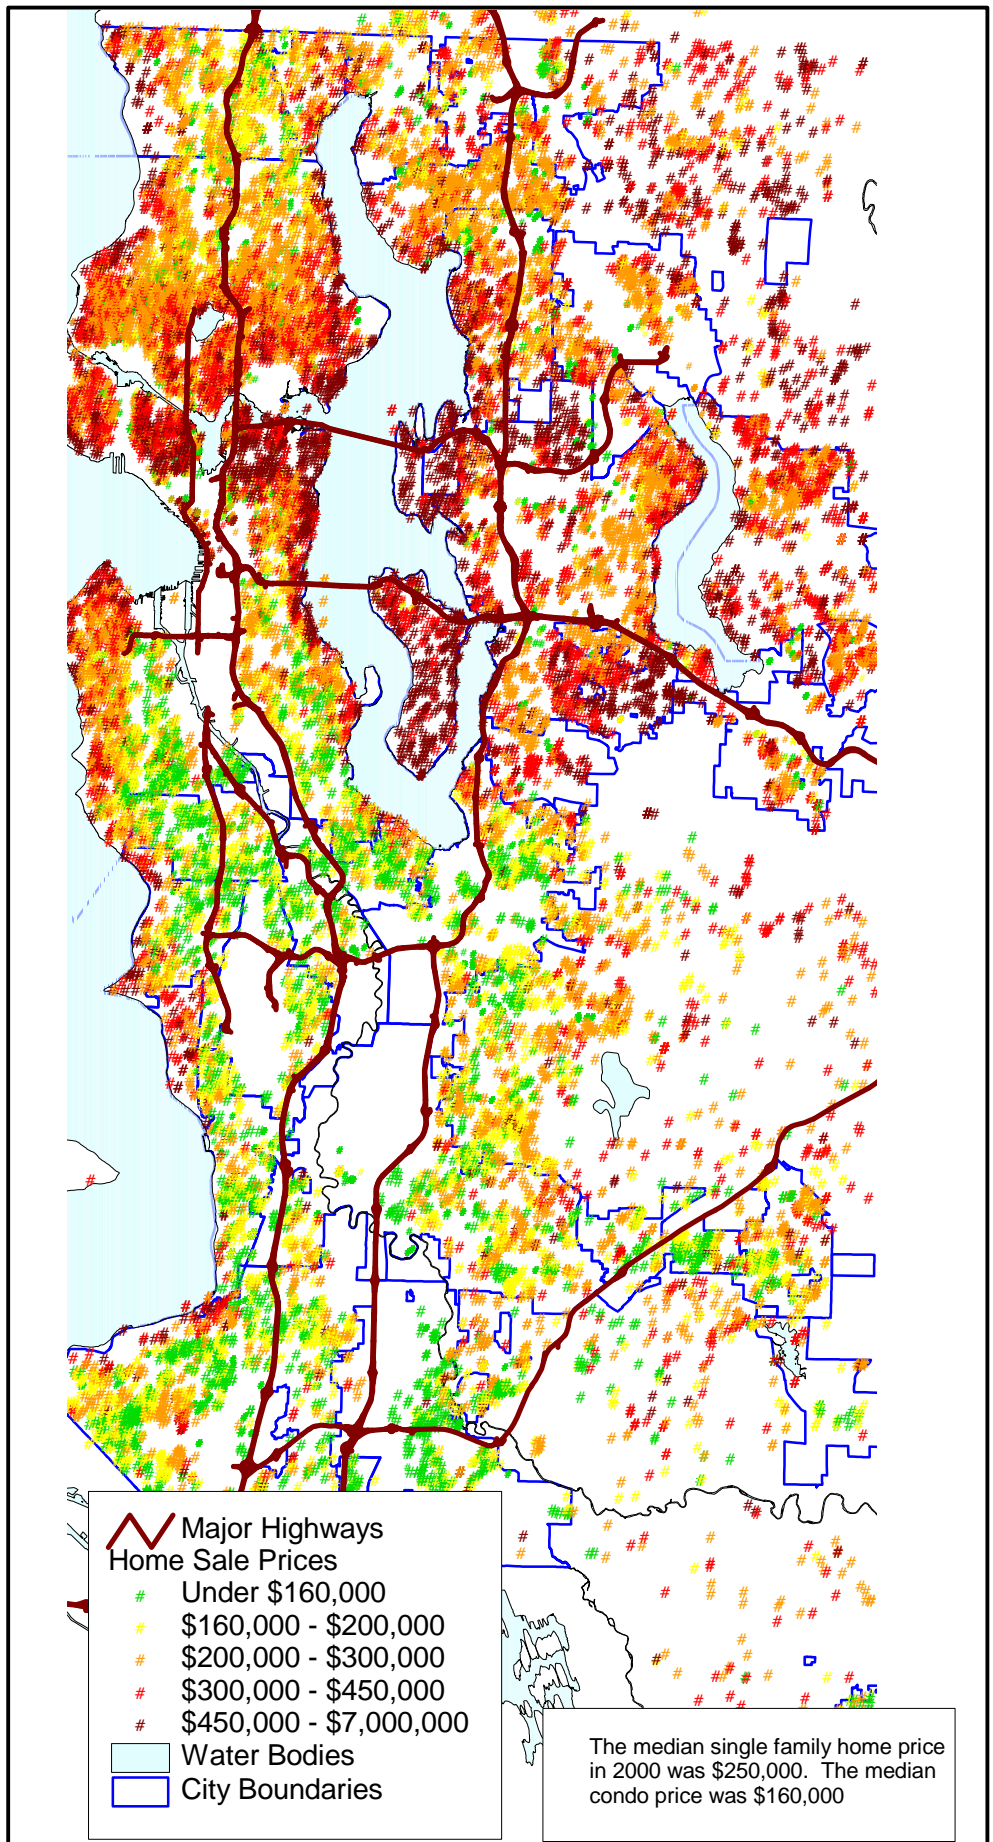 Major Highways
Home Sale Prices
# Under $160,000
# $160,000 - $200,000
# $200,000 - $300,000
# $300,000 - $450,000
# $450,000 - $7,000,000
Water Bodies
City Boundaries
The median single family home price
in 2000 was $250,000. The median
condo price was $160,000